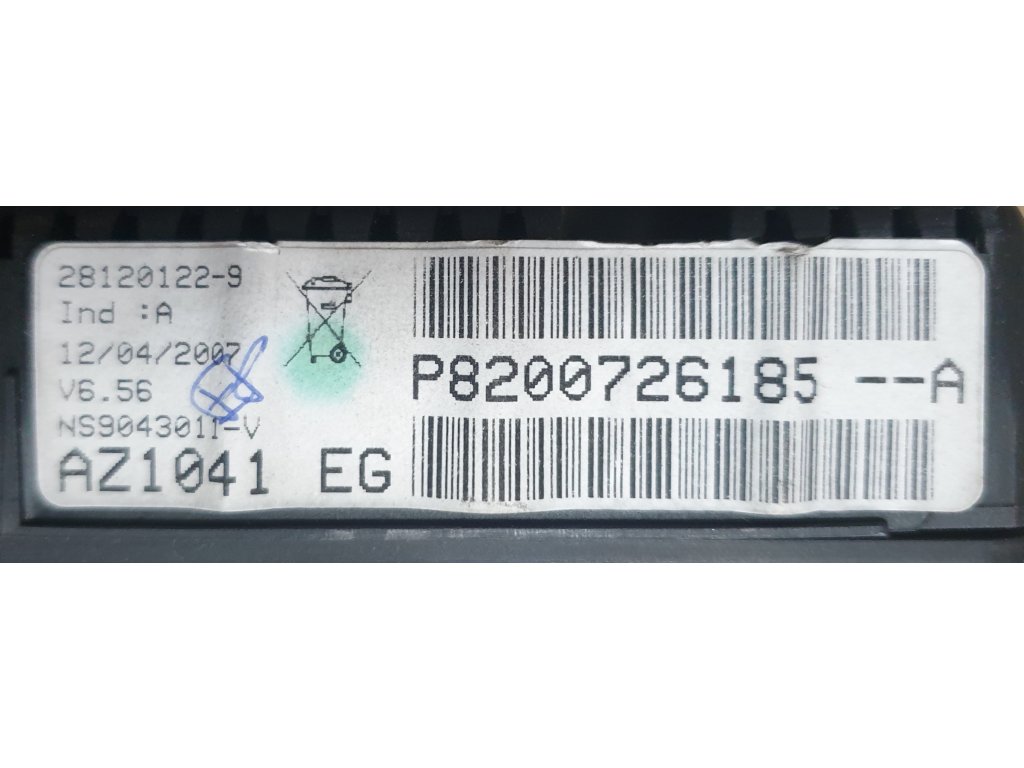 28120122-9
Ind :A
12/04/2007
V6.56
NS9043011-V
AZ1041 EG
P8200726185 --A